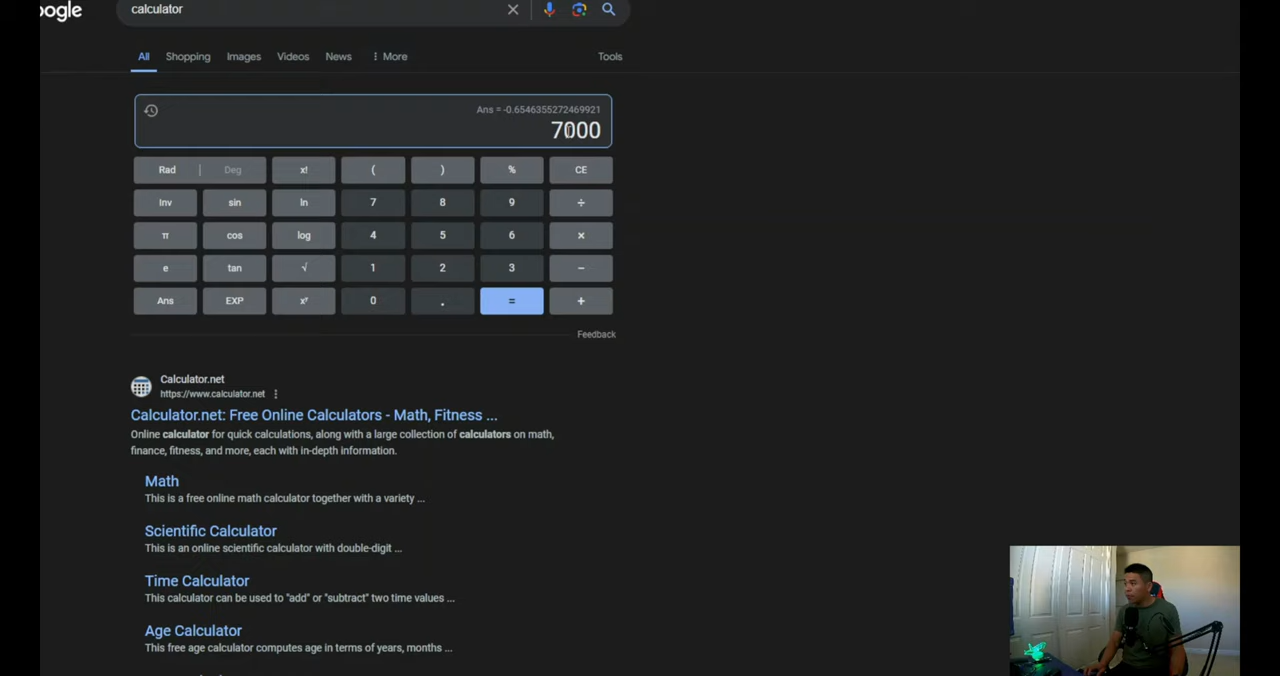 oogle
calculator
All Shopping Images Videos News More Tools
Ans = -0.6546355272469921
7000
Rad | Deg x! ( ) % CE
Inv sin ln 7 8 9 ÷
π cos log 4 5 6 ×
e tan √ 1 2 3 −
Ans EXP xʸ 0 . = +
Feedback
Calculator.net
https://www.calculator.net
Calculator.net: Free Online Calculators - Math, Fitness ...
Online calculator for quick calculations, along with a large collection of calculators on math,
finance, fitness, and more, each with in-depth information.
Math
This is a free online math calculator together with a variety ...
Scientific Calculator
This is an online scientific calculator with double-digit ...
Time Calculator
This calculator can be used to "add" or "subtract" two time values ...
Age Calculator
This free age calculator computes age in terms of years, months ...